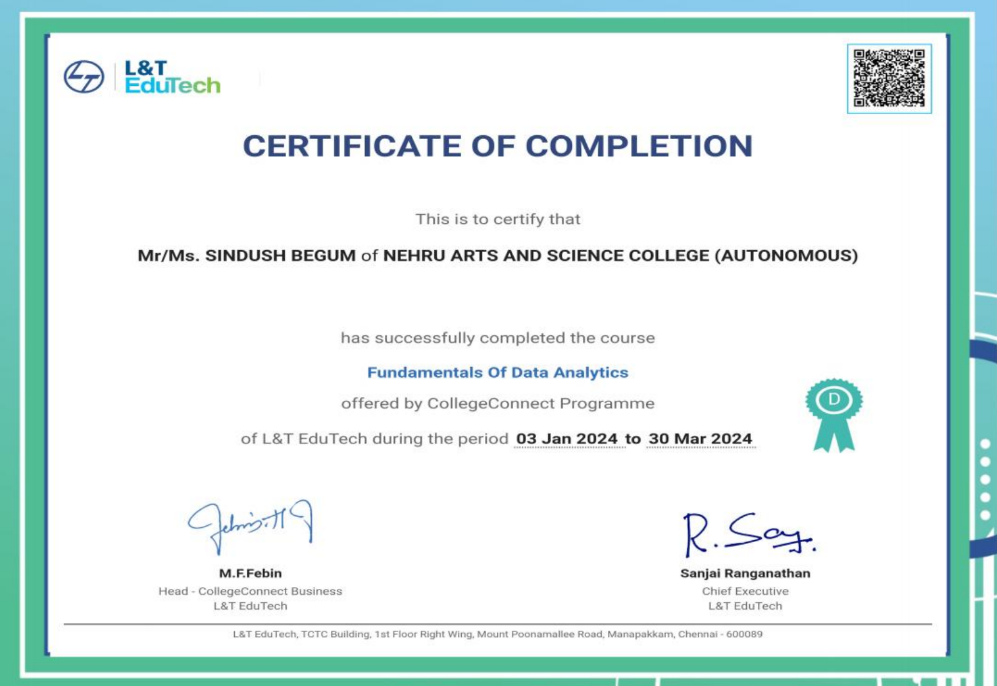 L&T
EduTech
CERTIFICATE OF COMPLETION
This is to certify that
Mr/Ms. SINDUSH BEGUM of NEHRU ARTS AND SCIENCE COLLEGE (AUTONOMOUS)
has successfully completed the course
Fundamentals Of Data Analytics
offered by CollegeConnect Programme
D
of L&T EduTech during the period 03 Jan 2024 to 30 Mar 2024
R. Say.
M.F.Febin
Head - CollegeConnect Business
L&T EduTech
Sanjai Ranganathan
Chief Executive
L&T EduTech
L&T EduTech, TCTC Building, 1st Floor Right Wing, Mount Poonamallee Road, Manapakkam, Chennai - 600089